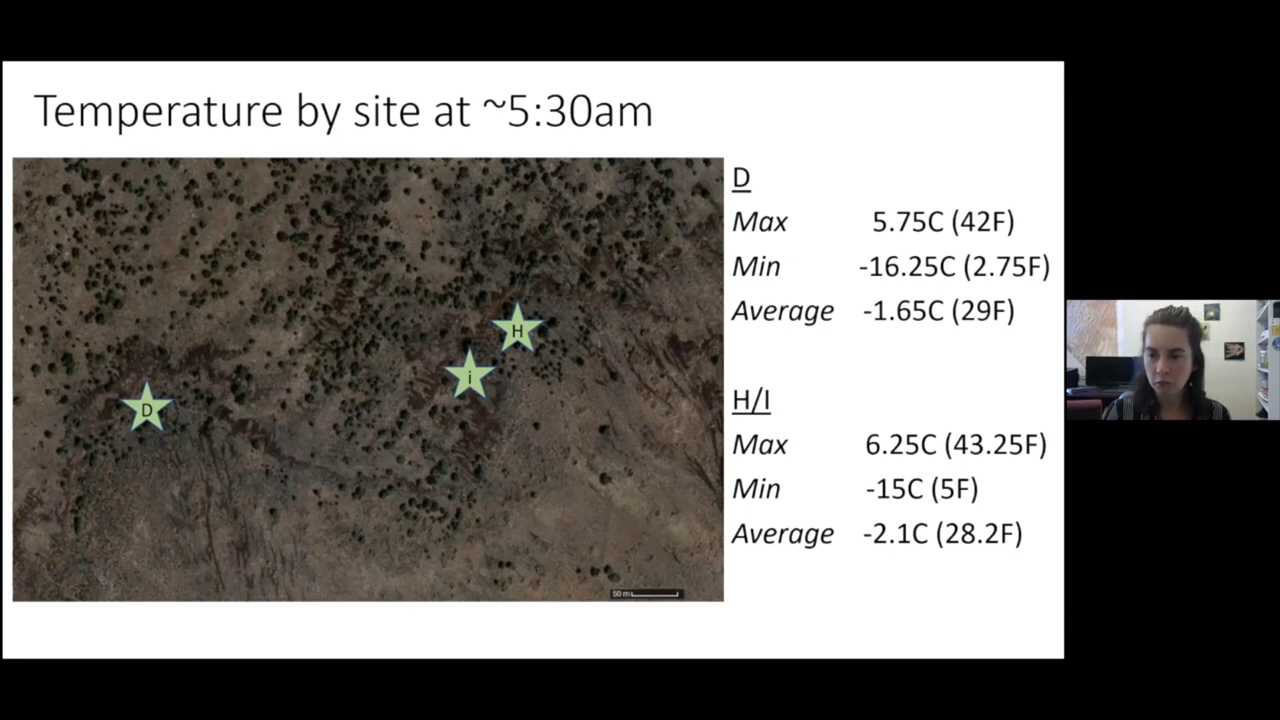 Temperature by site at ~5:30am
D
Max 5.75C (42F)
Min -16.25C (2.75F)
Average -1.65C (29F)
H/I
Max 6.25C (43.25F)
Min -15C (5F)
Average -2.1C (28.2F)
H
i
D
50 m